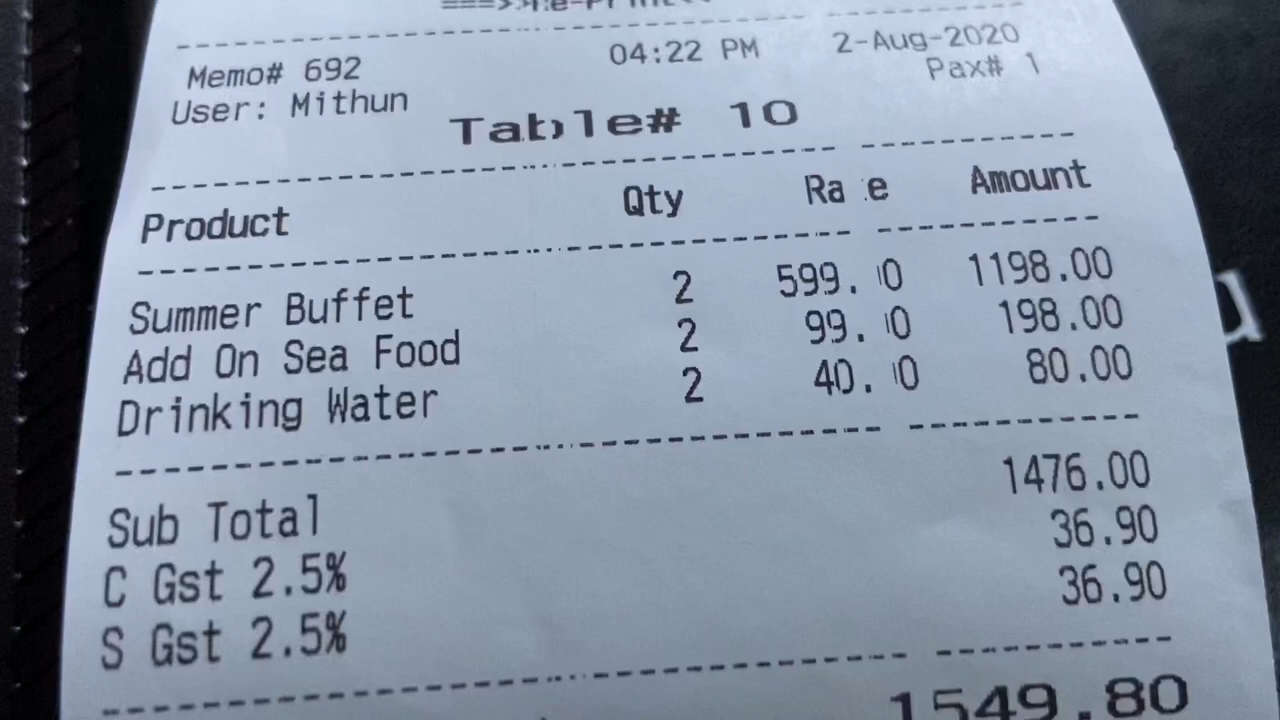 Memo# 692 04:22 PM 2-Aug-2020
User: Mithun Pax# 1
Table# 10
Product Qty Rate Amount
Summer Buffet 2 599.00 1198.00
Add On Sea Food 2 99.00 198.00
Drinking Water 2 40.00 80.00
Sub Total 1476.00
C Gst 2.5% 36.90
S Gst 2.5% 36.90
1549.80